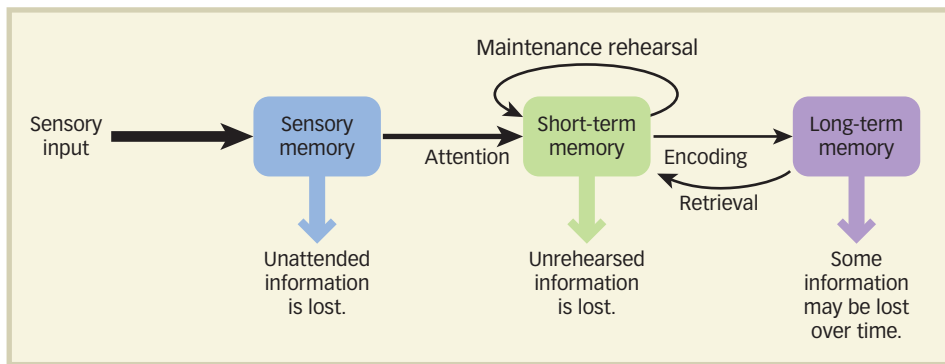 Maintenance rehearsal
Sensory
input
Sensory
memory
Attention
Short-term
memory
Encoding
Retrieval
Long-term
memory
Unattended
information
is lost.
Unrehearsed
information
is lost.
Some
information
may be lost
over time.